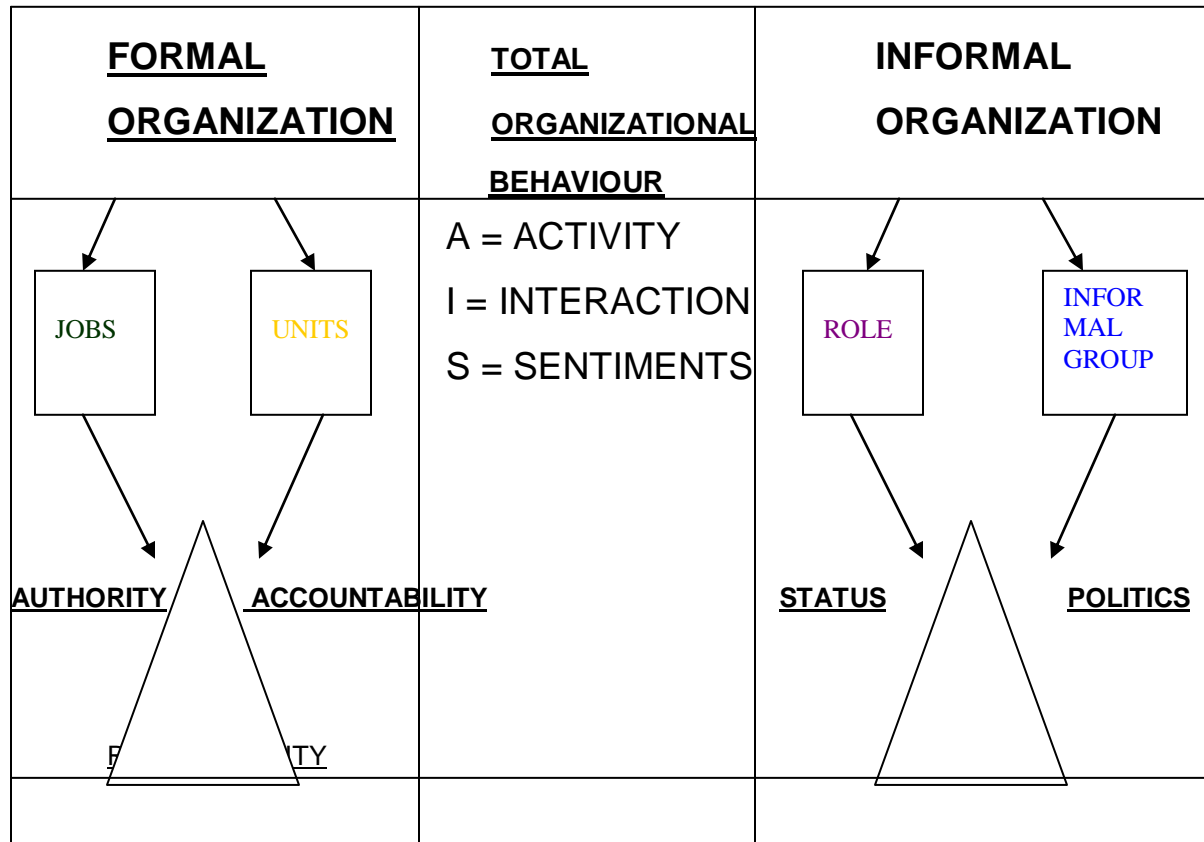 FORMAL
ORGANIZATION
TOTAL
ORGANIZATIONAL
BEHAVIOUR
INFORMAL
ORGANIZATION
A = ACTIVITY
I = INTERACTION
S = SENTIMENTS
JOBS
UNITS
ROLE
INFOR
MAL
GROUP
AUTHORITY
ACCOUNTABILITY
STATUS
POLITICS